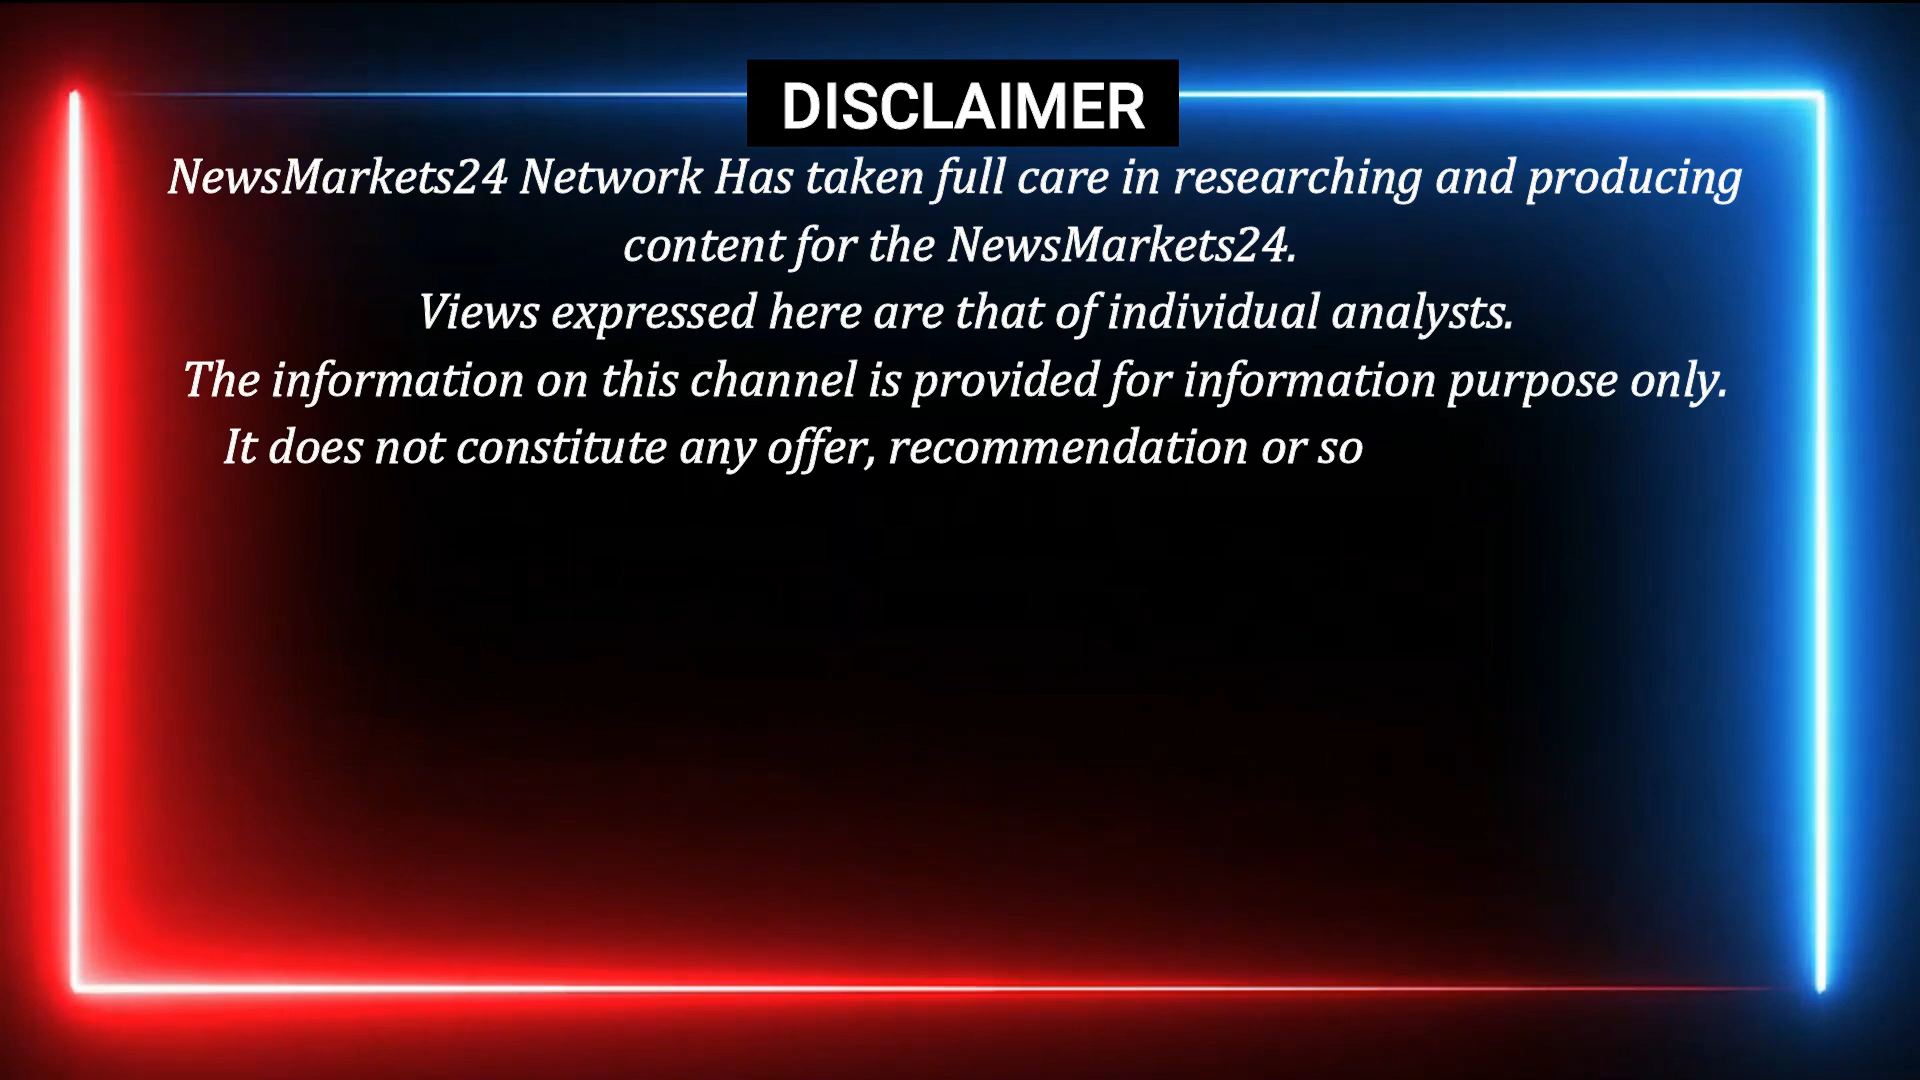 DISCLAIMER
NewsMarkets24 Network Has taken full care in researching and producing
content for the NewsMarkets24.
Views expressed here are that of individual analysts.
The information on this channel is provided for information purpose only.
It does not constitute any offer, recommendation or so